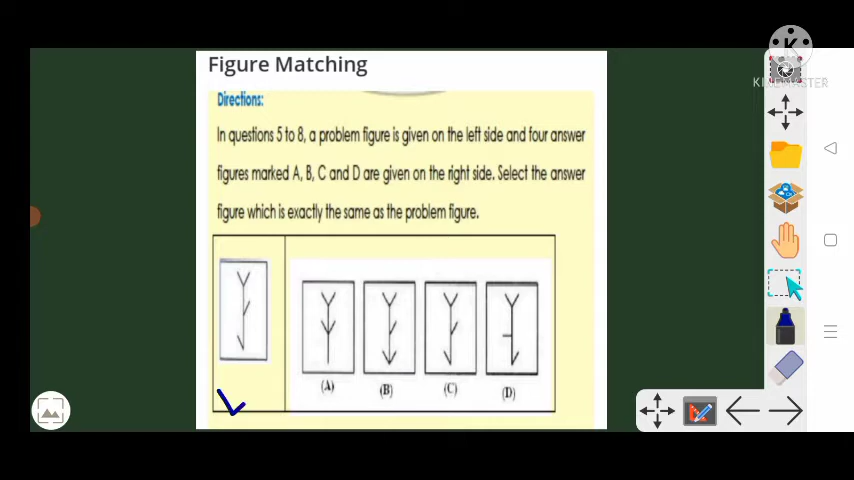 Figure Matching
KINEMASTER
Directions:
In questions 5 to 8, a problem figure is given on the left side and four answer
figures marked A, B, C and D are given on the right side. Select the answer
figure which is exactly the same as the problem figure.
(A) (B) (C) (D)